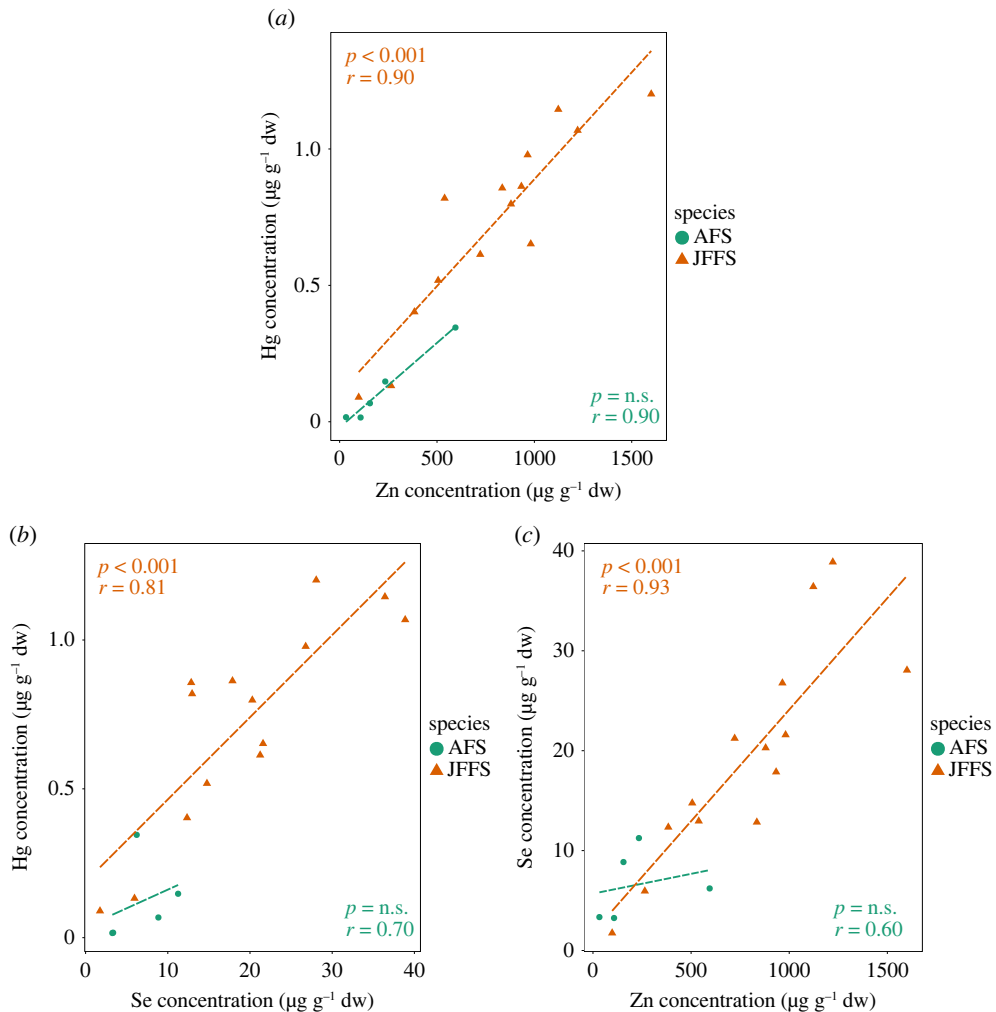 (a)
p < 0.001
r = 0.90
1.0
0.5
0
Hg concentration (µg g⁻¹ dw)
p = n.s.
r = 0.90
0 500 1000 1500
Zn concentration (µg g⁻¹ dw)
species
AFS
JFFS
(b)
p < 0.001
r = 0.81
1.0
0.5
0
Hg concentration (µg g⁻¹ dw)
p = n.s.
r = 0.70
0 10 20 30 40
Se concentration (µg g⁻¹ dw)
species
AFS
JFFS
(c)
40
p < 0.001
r = 0.93
30
20
10
0
Se concentration (µg g⁻¹ dw)
p = n.s.
r = 0.60
0 500 1000 1500
Zn concentration (µg g⁻¹ dw)
species
AFS
JFFS